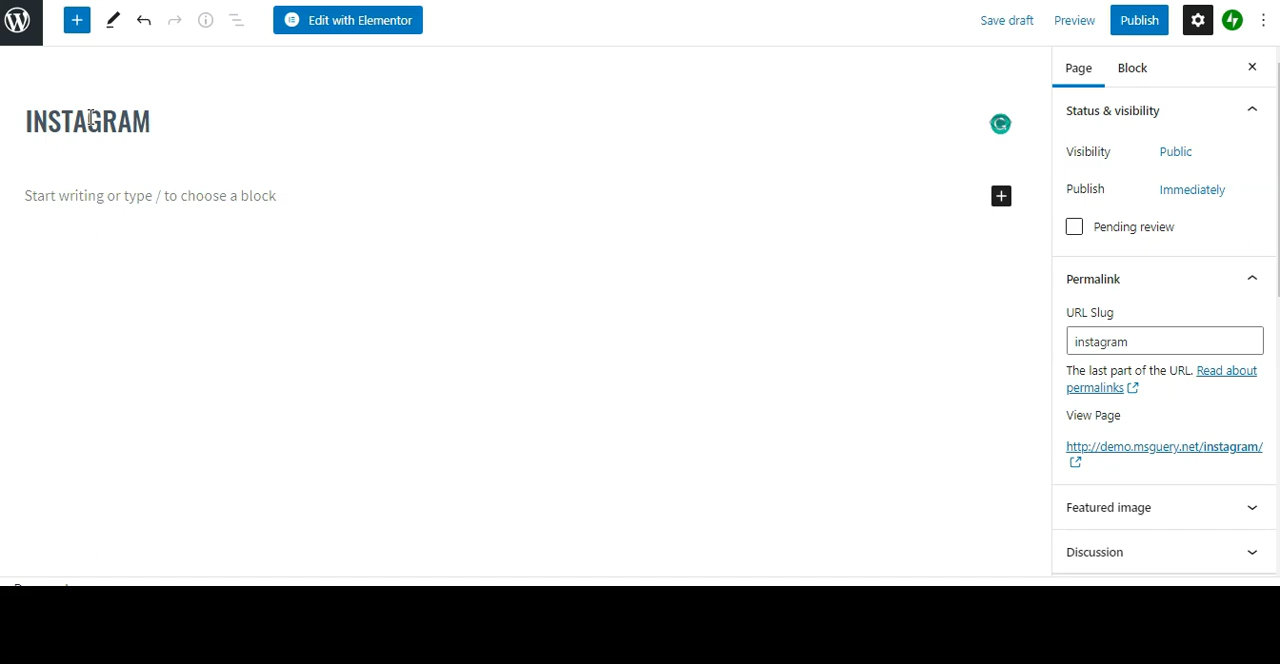 Edit with Elementor
Save draft
Preview
Publish
Page
Block
INSTAGRAM
Start writing or type / to choose a block
Status & visibility
Visibility
Public
Publish
Immediately
Pending review
Permalink
URL Slug
instagram
The last part of the URL. Read about
permalinks
View Page
http://demo.msguery.net/instagram/
Featured image
Discussion